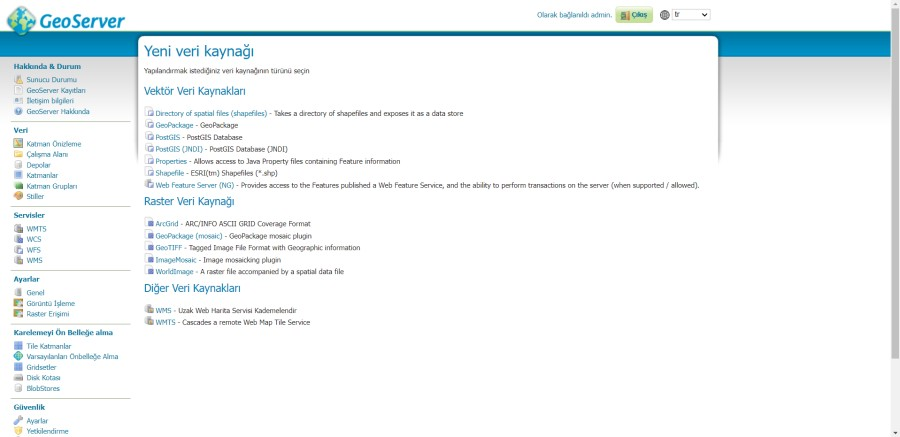 GeoServer
Olarak bağlanıldı admin. Çıkış tr
Hakkında & Durum
Sunucu Durumu
GeoServer Kayıtları
İletişim bilgileri
GeoServer Hakkında
Veri
Katman Önizleme
Çalışma Alanı
Depolar
Katmanlar
Katman Grupları
Stiller
Servisler
WMTS
WCS
WFS
WMS
Ayarlar
Genel
Görüntü İşleme
Raster Erişimi
Karelemeyi Ön Belleğe alma
Tile Katmanlar
Varsayılanları Önbelleğe Alma
Gridsetler
Disk Kotası
BlobStores
Güvenlik
Ayarlar
Yetkilendirme
Yeni veri kaynağı
Yapılandırmak istediğiniz veri kaynağının türünü seçin
Vektör Veri Kaynakları
Directory of spatial files (shapefiles) - Takes a directory of shapefiles and exposes it as a data store
GeoPackage - GeoPackage
PostGIS - PostGIS Database
PostGIS (JNDI) - PostGIS Database (JNDI)
Properties - Allows access to Java Property files containing Feature information
Shapefile - ESRI(tm) Shapefiles (*.shp)
Web Feature Server (NG) - Provides access to the Features published a Web Feature Service, and the ability to perform transactions on the server (when supported / allowed).
Raster Veri Kaynağı
ArcGrid - ARC/INFO ASCII GRID Coverage Format
GeoPackage (mosaic) - GeoPackage mosaic plugin
GeoTIFF - Tagged Image File Format with Geographic information
ImageMosaic - Image mosaicking plugin
WorldImage - A raster file accompanied by a spatial data file
Diğer Veri Kaynakları
WMS - Uzak Web Harita Servisi Kademelendir
WMTS - Cascades a remote Web Map Tile Service